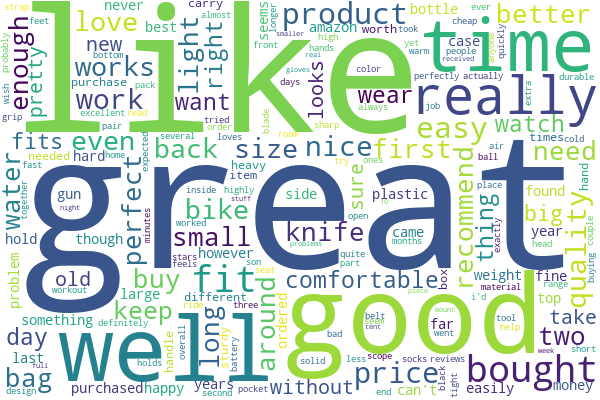 strap
never
carry
almost
seems
longer
smaller
product
amazon
bottle
ever
cheap
better
probably
feet
love
best
front
hands
real
high
worth
took
yet
like
time
enough
new
works
light
right
gloves
color
case
warm
people
received
quickly
anyone
pretty
bottom
purchase
pack
want
looks
days
always
perfectly
actually
durable
wish
grip
excellent
read
work
pair
tried
order
loves
blade
room
sharp
wear
really
job
extra
fits
even
back
size
nice
easy
first
watch
need
times
cold
needed
hard
home
several
expected
try
ones
air
ball
water
fast
together
gun
night
perfect
minutes
heavy
item
inside
highly
stuff
great
sure
plastic
recommend
thing
place
found
hand
big
couple
quality
old
bike
side
worked
open
lo
came
months
exactly
year
head
buying
hold
though
stars
feels
small
however
knife
problems
quite
part
box
problem
workout
buy
fit
son
seat
comfortable
weight
material
fine
range
i'd
something
large
keep
definitely
different
ride
three
long
around
ordered
good
piece
mount
top
day
well
handle
overall
sturdy
battery
solid
belt
seem
tent
bad
far
tool
help
two
take
last
full
bag
design
holds
purchased
happy
years
second
pocket
without
less
scope
end
price
can't
socks
reviews
black
tight
went
week
bought
easily
short
money